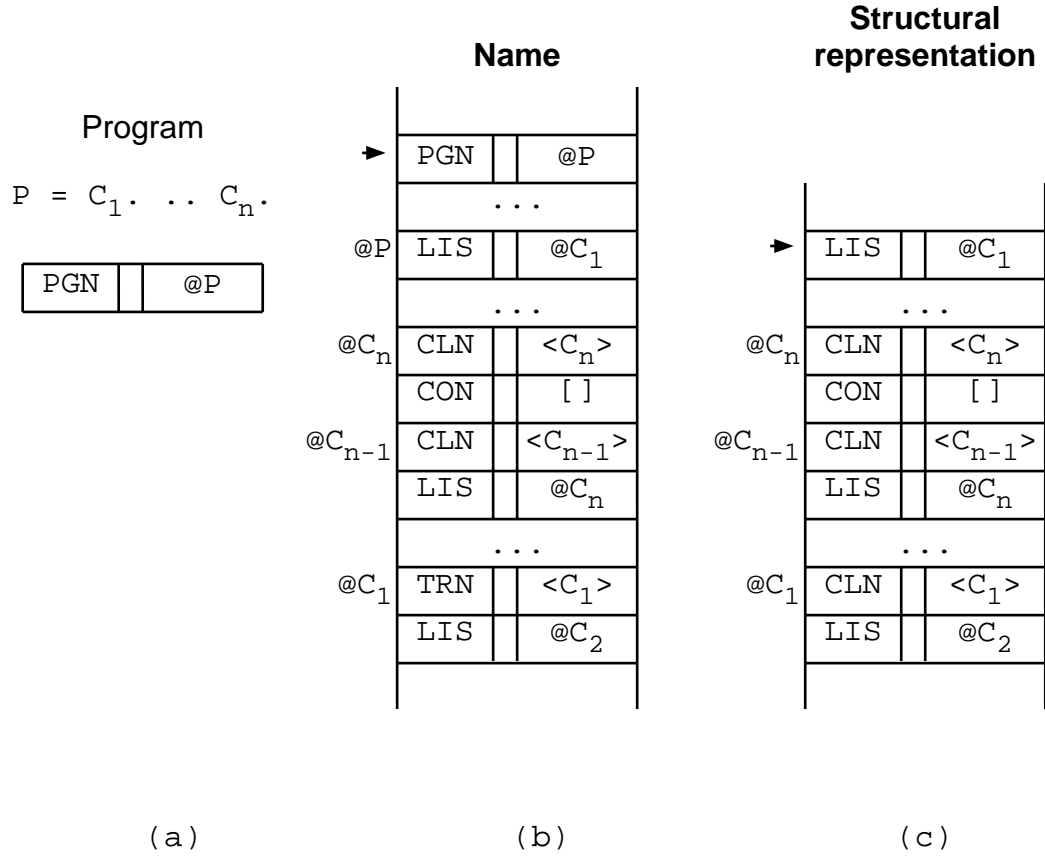 Structural
representation
Name
Program
P = C1. .. Cn.
PGN @P
PGN @P
...
@P LIS @C1
...
@Cn CLN <Cn>
CON []
@Cn-1 CLN <Cn-1>
LIS @Cn
...
@C1 TRN <C1>
LIS @C2
LIS @C1
...
@Cn CLN <Cn>
CON []
@Cn-1 CLN <Cn-1>
LIS @Cn
...
@C1 CLN <C1>
LIS @C2
(a) (b) (c)